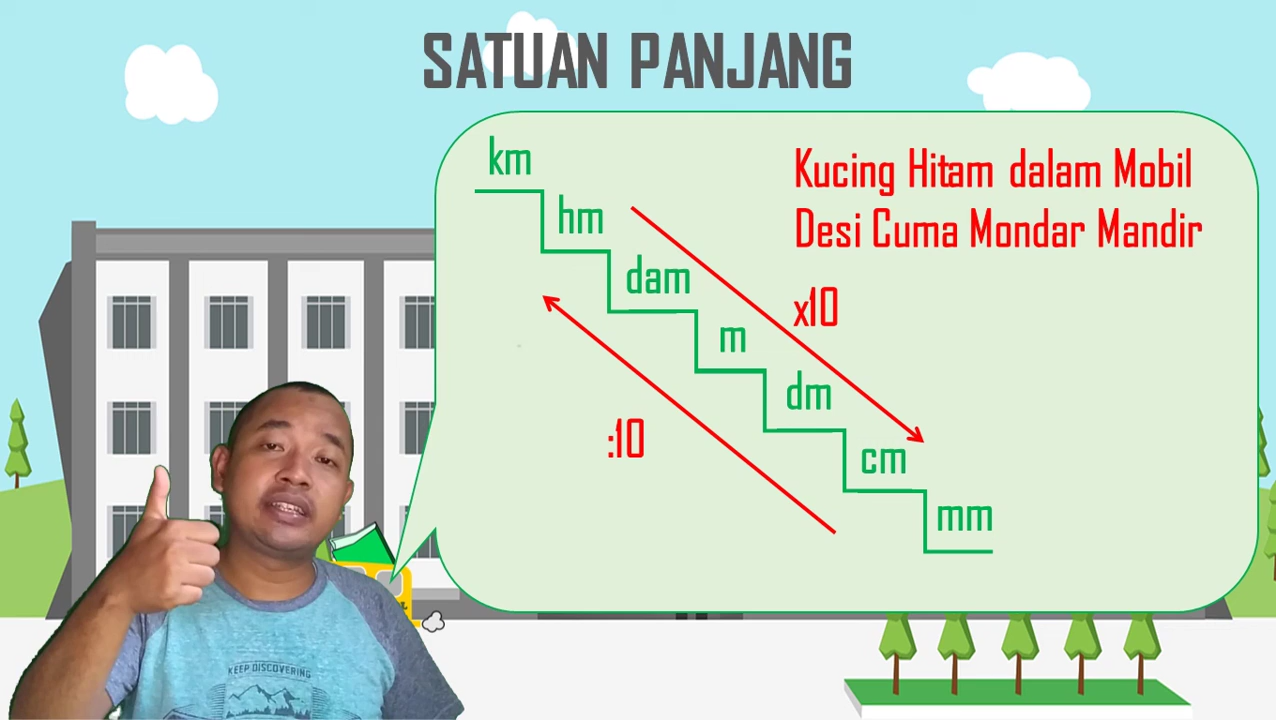 SATUAN PANJANG
km
hm
dam
m
dm
cm
mm
Kucing Hitam dalam Mobil
Desi Cuma Mondar Mandir
x10
:10
KEEP DISCOVERING